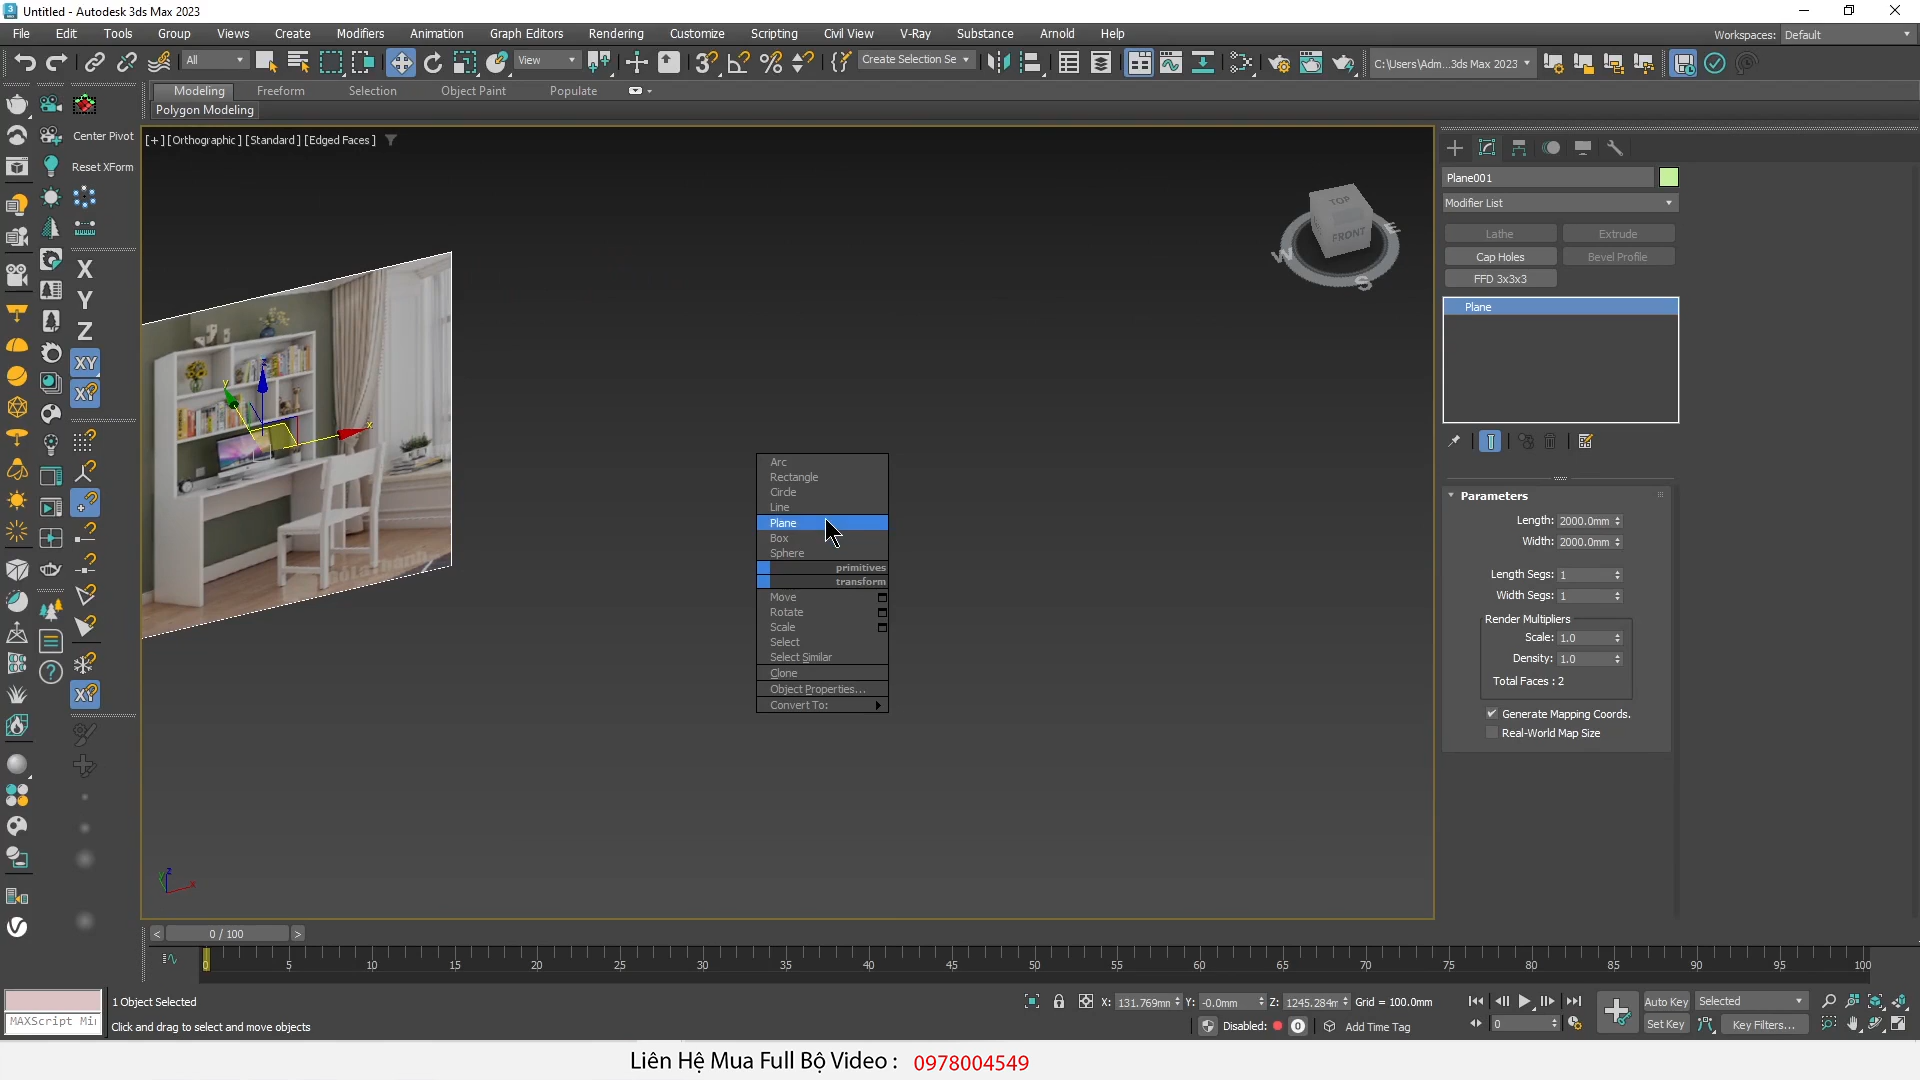 Untitled - Autodesk 3ds Max 2023
File Edit Tools Group Views Create Modifiers Animation Graph Editors Rendering Customize Scripting Civil View V-Ray Substance Arnold Help
Workspaces: Default
All
View
Create Selection Se
C:\Users\Adm...3ds Max 2023
Modeling Freeform Selection Object Paint Populate
Polygon Modeling
Center Pivot
Reset XForm
X
Y
Z
XY
XY
XY
[+] [Orthographic] [Standard] [Edged Faces]
TOP
FRONT
W
E
S
z
y
x
Arc
Rectangle
Circle
Line
Plane
Box
Sphere
primitives
transform
Move
Rotate
Scale
Select
Select Similar
Clone
Object Properties...
Convert To:
Plane001
Modifier List
Lathe Extrude
Cap Holes Bevel Profile
FFD 3x3x3
Plane
Parameters
Length: 2000.0mm
Width: 2000.0mm
Length Segs: 1
Width Segs: 1
Render Multipliers
Scale: 1.0
Density: 1.0
Total Faces : 2
Generate Mapping Coords.
Real-World Map Size
z
y
x
< 0 / 100 >
0 5 10 15 20 25 30 35 40 45 50 55 60 65 70 75 80 85 90 95 100
1 Object Selected
X: 131.769mm Y: -0.0mm Z: 1245.284m Grid = 100.0mm
Auto Key Selected
MAXScript Mi
Click and drag to select and move objects
Disabled: 0 Add Time Tag
0
Set Key Key Filters...
Liên Hệ Mua Full Bộ Video : 0978004549